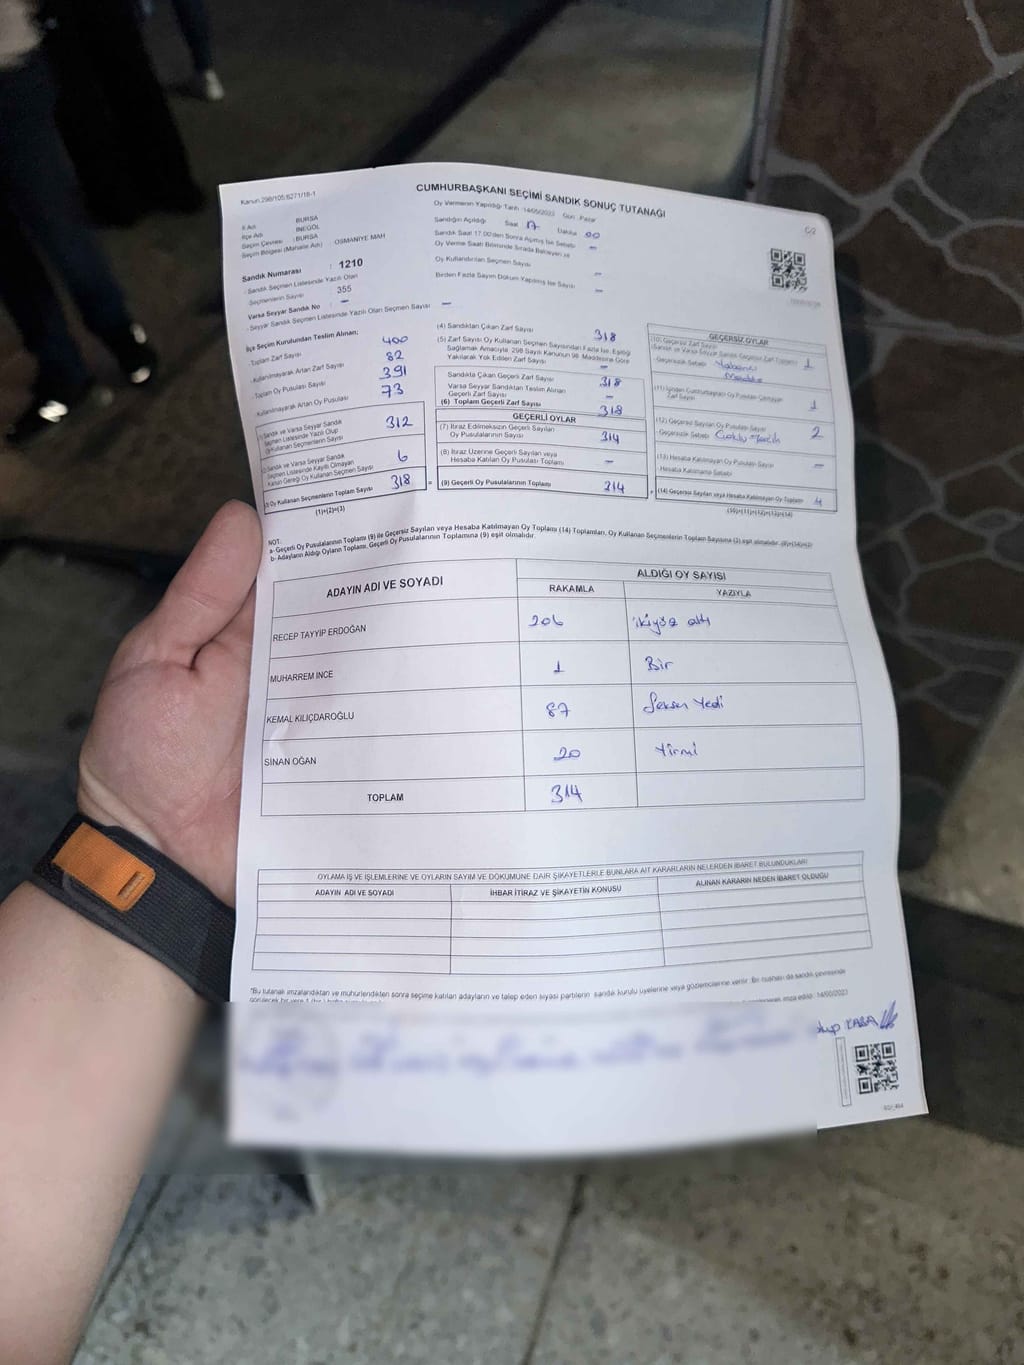 Kanun 298/105;6271/18-1
CUMHURBAŞKANI SEÇİMİ SANDIK SONUÇ TUTANAĞI
C/2
Oy Vermenin Yapıldığı Tarih :14/05/2023 Gün : Pazar
İl Adı : BURSA
İlçe Adı : İNEGÖL
Seçim Çevresi : BURSA
Seçim Bölgesi (Mahalle Adı) : OSMANİYE MAH
Sandık Numarası : 1210
- Sandık Seçmen Listesinde Yazılı Olan
Seçmenlerin Sayısı : 355
Varsa Seyyar Sandık No : –
- Seyyar Sandık Seçmen Listesinde Yazılı Olan Seçmen Sayısı –
Sandığın Açıldığı Saat 17 Dakika 00
Sandık Saat 17.00'den Sonra Açılmış İse Sebebi –
Oy Verme Saati Bitiminde Sırada Bekleyen ve
Oy Kullandırılan Seçmen Sayısı –
Birden Fazla Sayım Döküm Yapılmış İse Sayısı –
İlçe Seçim Kurulundan Teslim Alınan;
- Toplam Zarf Sayısı 400
- Kullanılmayarak Artan Zarf Sayısı 82
- Toplam Oy Pusulası Sayısı 391
- Kullanılmayarak Artan Oy Pusulası 73
Sandık ve Varsa Seyyar Sandık
Seçmen Listesinde Yazılı Olup
Oy Kullanan Seçmenlerin Sayısı 312
Sandık ve Varsa Seyyar Sandık
Seçmen Listesinde Kayıtlı Olmayan
Kanun Gereği Oy Kullanan Seçmen Sayısı 6
Oy Kullanan Seçmenlerin Toplam Sayısı 318
(1)+(2)=(3)
(4) Sandıktan Çıkan Zarf Sayısı 318
(5) Zarf Sayısı Oy Kullanan Seçmen Sayısından Fazla İse, Eşitliği
Sağlamak Amacıyla; 298 Sayılı Kanunun 98. Maddesine Göre
Yakılarak Yok Edilen Zarf Sayısı –
Sandıkta Çıkan Geçerli Zarf Sayısı 318
Varsa Seyyar Sandıktan Teslim Alınan
Geçerli Zarf Sayısı –
(6) Toplam Geçerli Zarf Sayısı 318
GEÇERLİ OYLAR
(7) İtiraz Edilmeksizin Geçerli Sayılan
Oy Pusulalarının Sayısı 314
(8) İtiraz Üzerine Geçerli Sayılan veya
Hesaba Katılan Oy Pusulası Toplamı –
(9) Geçerli Oy Pusulalarının Toplamı 314
GEÇERSİZ OYLAR
(10) Geçersiz Zarf Sayısı
(Sandık ve Varsa Seyyar Sandık Geçersiz Zarf Toplamı) 1
- Geçersizlik Sebebi Yabancı
Madde
(11) İçinden Cumhurbaşkanı Oy Pusulası Çıkmayan
Zarf Sayısı 1
(12) Geçersiz Sayılan Oy Pusulası Sayısı 2
- Geçersizlik Sebebi Çoklu tercih
(13) Hesaba Katılmayan Oy Pusulası Sayısı –
- Hesaba Katılmama Sebebi
(14) Geçersiz Sayılan veya Hesaba Katılmayan Oy Pusulası Toplamı 4
(10)+(11)+(12)+(13)=(14)
NOT:
a- Geçerli Oy Pusulalarının Toplamı (9) ile Geçersiz Sayılan veya Hesaba Katılmayan Oy Toplamı (14) Toplamları, Oy Kullanan Seçmenlerin Toplam Sayısına (3) eşit olmalıdır. (9)+(14)=(3)
b- Adayların Aldığı Oyların Toplamı, Geçerli Oy Pusulalarının Toplamına (9) eşit olmalıdır.
ADAYIN ADI VE SOYADI
ALDIĞI OY SAYISI
RAKAMLA YAZIYLA
RECEP TAYYİP ERDOĞAN 206 ikiyüz altı
MUHARREM İNCE 1 Bir
KEMAL KILIÇDAROĞLU 87 Seksen Yedi
SİNAN OĞAN 20 Yirmi
TOPLAM 314
OYLAMA İŞ VE İŞLEMLERİNE VE OYLARIN SAYIM VE DÖKÜMÜNE DAİR ŞİKAYETLERLE BUNLARA AİT KARARLARIN NELERDEN İBARET BULUNDUKLARI
ADAYIN ADI VE SOYADI İHBAR İTİRAZ VE ŞİKAYETİN KONUSU ALINAN KARARIN NEDEN İBARET OLDUĞU
"Bu tutanak imzalandıktan ve mühürlendikten sonra seçime katılan adayların ve talep eden siyasi partilerin sandık kurulu üyelerine veya gözlemcilerine verilir. Bir nüshası da sandık çevresinde
imza edildi. 14/05/2023